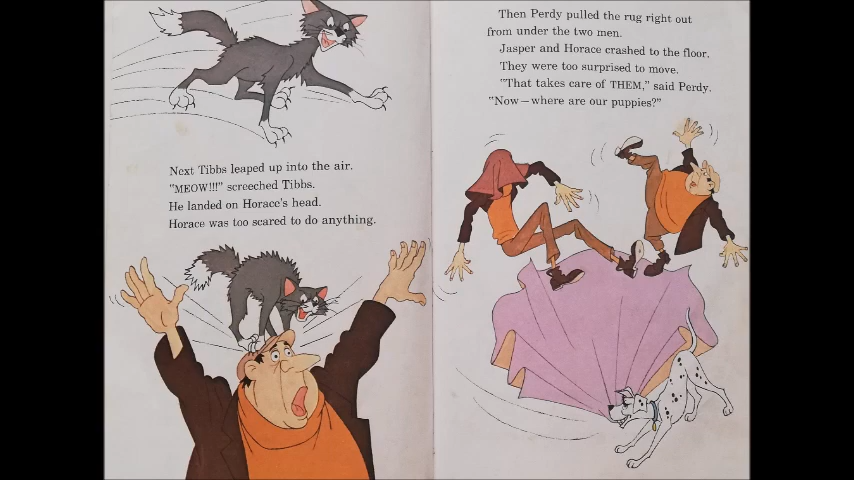 Next Tibbs leaped up into the air.
"MEOW!!!" screeched Tibbs.
He landed on Horace's head.
Horace was too scared to do anything.
Then Perdy pulled the rug right out
from under the two men.
Jasper and Horace crashed to the floor.
They were too surprised to move.
"That takes care of THEM," said Perdy.
"Now—where are our puppies?"